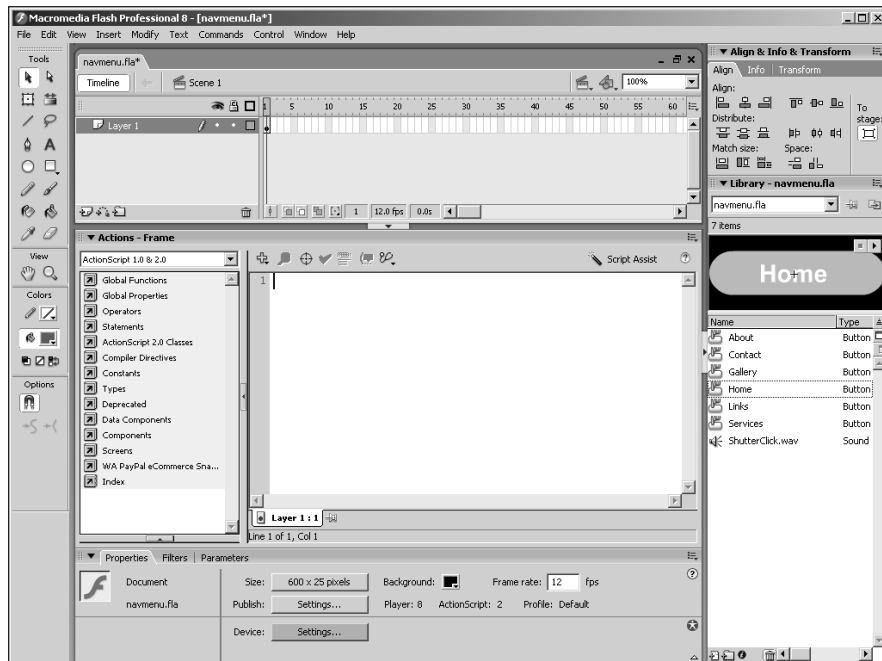 Macromedia Flash Professional 8 - [navmenu.fla*]
File Edit View Insert Modify Text Commands Control Window Help
Tools
View
Colors
Options
navmenu.fla*
Timeline
Scene 1
100%
1 5 10 15 20 25 30 35 40 45 50 55 60
Layer 1
1 12.0 fps 0.0s
▼ Actions - Frame
ActionScript 1.0 & 2.0
Script Assist
Global Functions
Global Properties
Operators
Statements
ActionScript 2.0 Classes
Compiler Directives
Constants
Types
Deprecated
Data Components
Components
Screens
WA PayPal eCommerce Sna...
Index
1
Layer 1 : 1
Line 1 of 1, Col 1
▼ Properties Filters Parameters
Document
navmenu.fla
Size: 600 x 25 pixels Background: Frame rate: 12 fps
Publish: Settings... Player: 8 ActionScript: 2 Profile: Default
Device: Settings...
▼ Align & Info & Transform
Align Info Transform
Align:
To stage:
Distribute:
Match size: Space:
▼ Library - navmenu.fla
navmenu.fla
7 items
Home
Name Type
About Button
Contact Button
Gallery Button
Home Button
Links Button
Services Button
ShutterClick.wav Sound